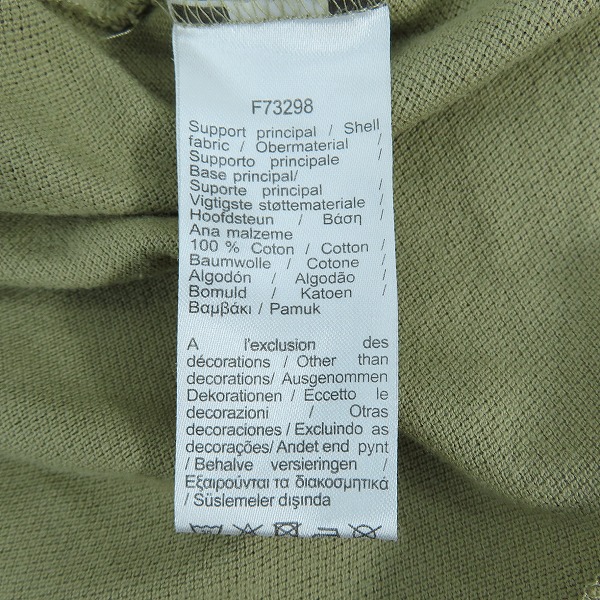 F73298
Support principal / Shell
fabric / Obermaterial /
Supporto principale /
Base principal/
Suporte principal /
Vigtigste støttemateriale /
Hoofdsteun / Βάση /
Ana malzeme
100 % Coton / Cotton /
Baumwolle / Cotone /
Algodón / Algodão /
Bomuld / Katoen /
Βαμβάκι / Pamuk
A l'exclusion des
décorations / Other than
decorations/ Ausgenommen
Dekorationen / Eccetto le
decorazioni / Otras
decoraciones / Excluindo as
decorações/ Andet end pynt
/ Behalve versieringen /
Εξαιρούνται τα διακοσμητικά
/ Süslemeler dışında